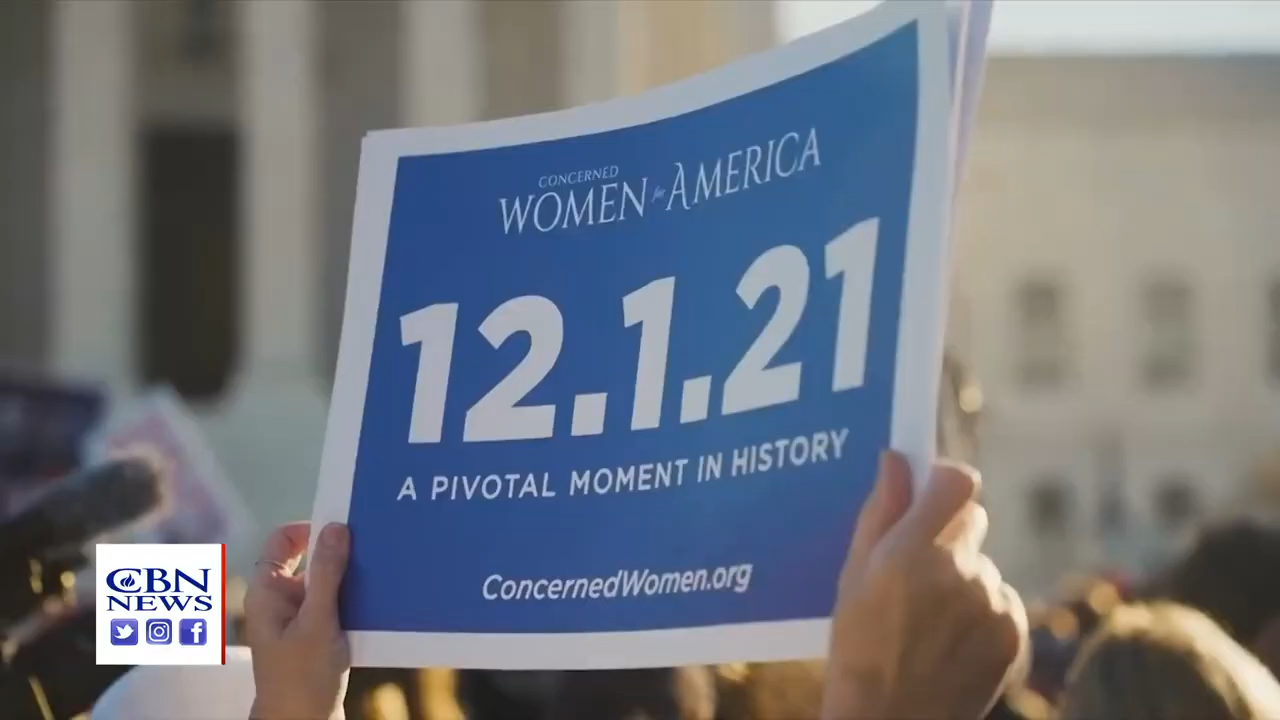 CONCERNED
WOMEN for AMERICA
12.1.21
A PIVOTAL MOMENT IN HISTORY
ConcernedWomen.org
CBN
NEWS